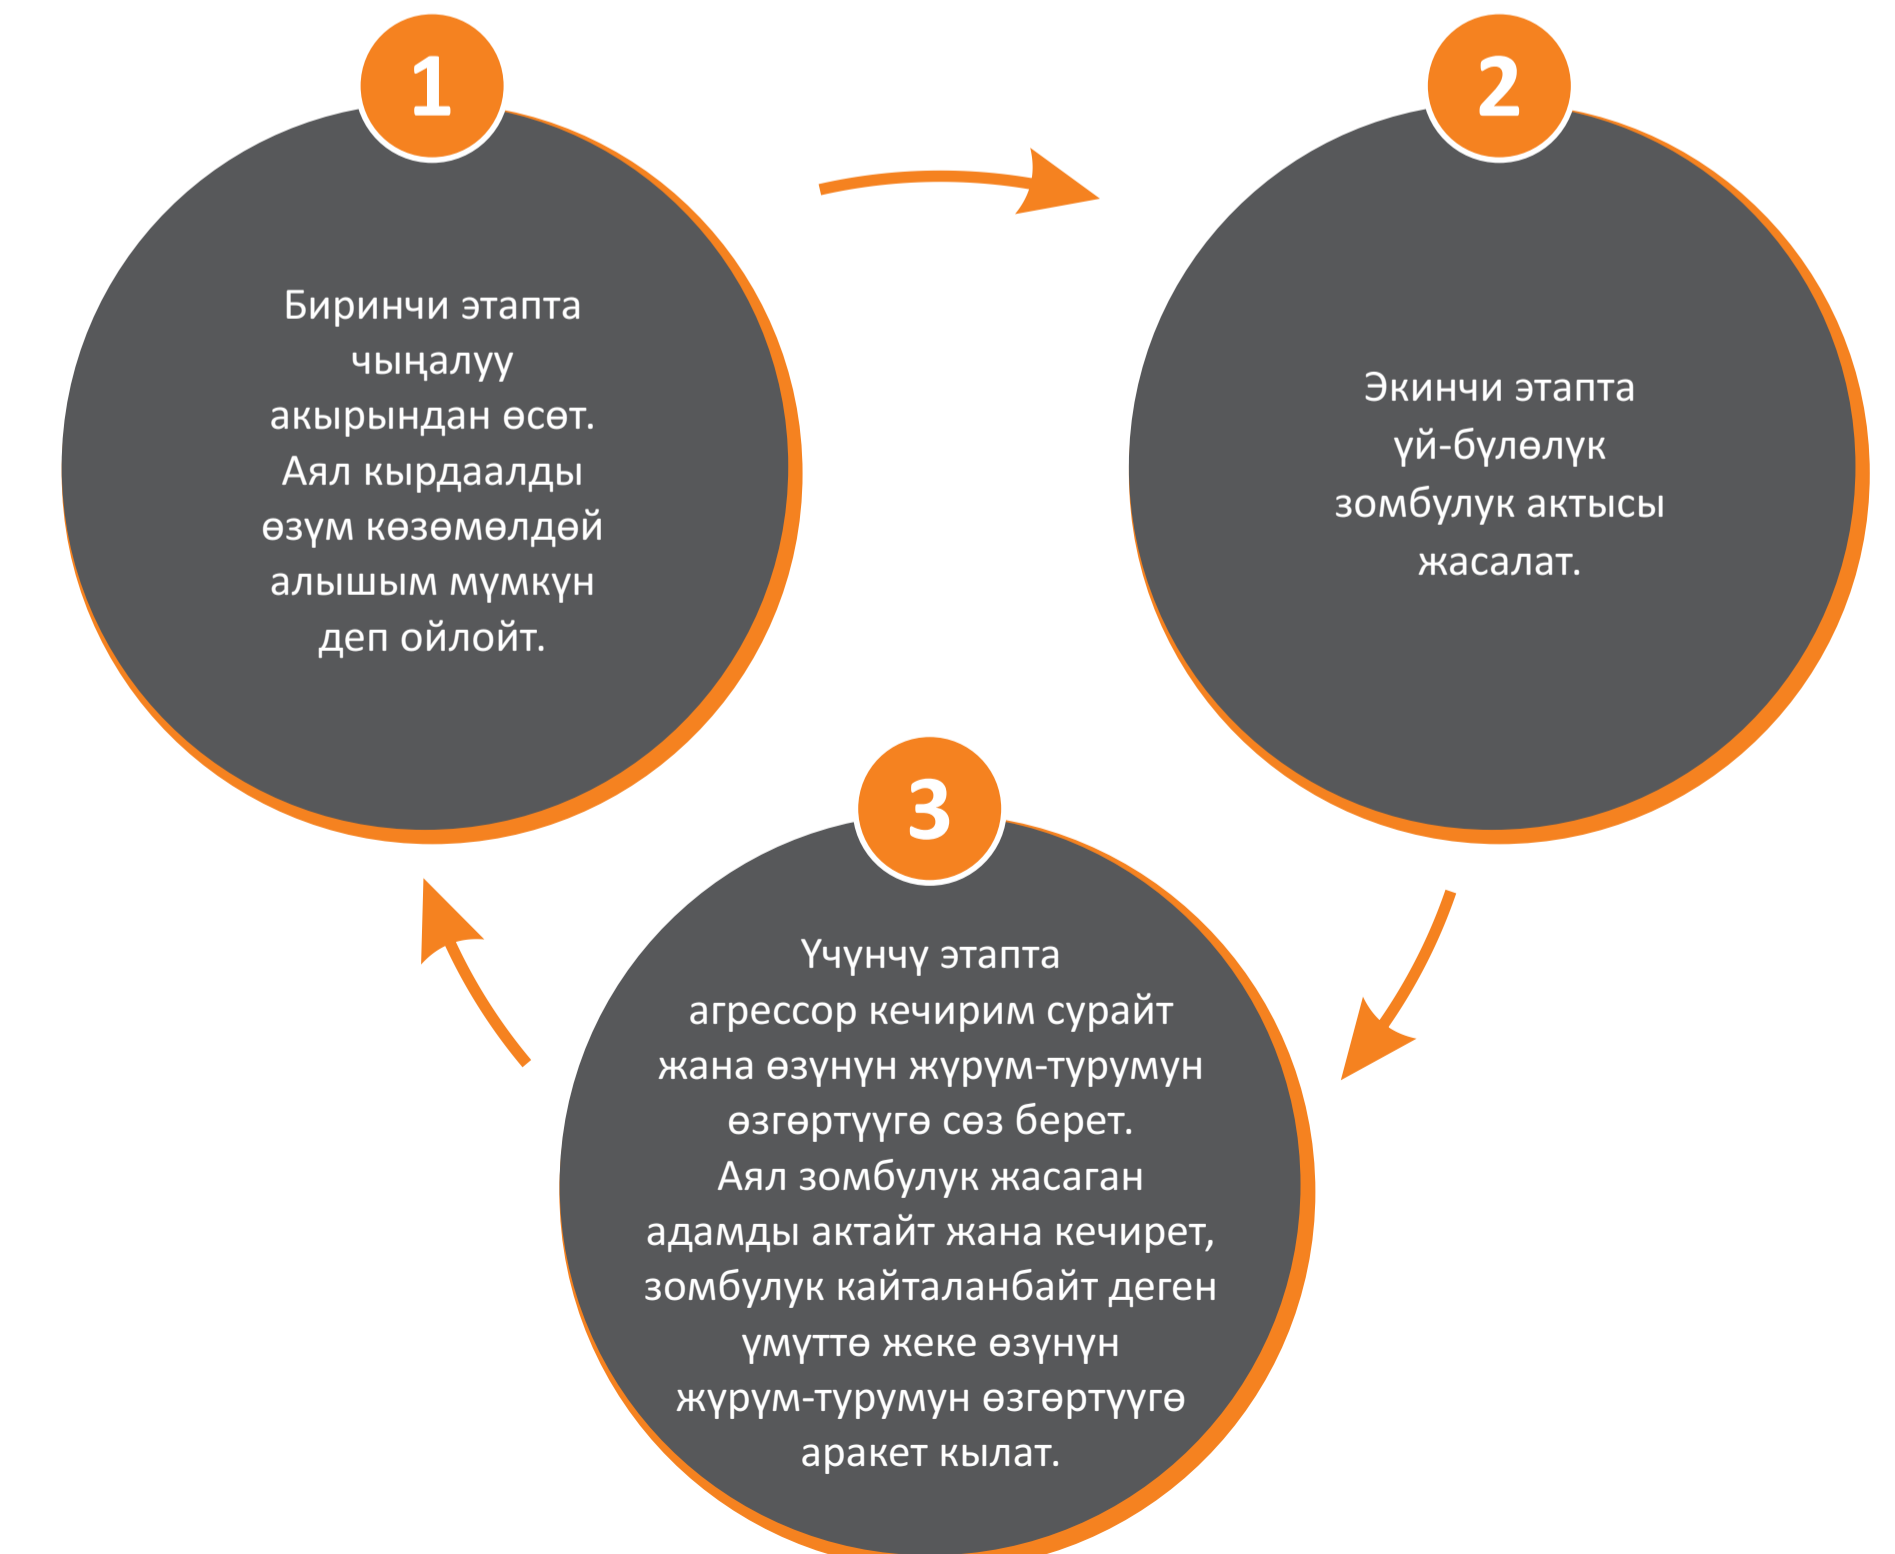 1
Биринчи этапта
чыңалуу
акырындан өсөт.
Аял кырдаалды
өзүм көзөмөлдөй
алышым мүмкүн
деп ойлойт.
2
Экинчи этапта
үй-бүлөлүк
зомбулук актысы
жасалат.
3
Үчүнчү этапта
агрессор кечирим сурайт
жана өзүнүн жүрүм-турумун
өзгөртүүгө сөз берет.
Аял зомбулук жасаган
адамды актайт жана кечирет,
зомбулук кайталанбайт деген
үмүттө жеке өзүнүн
жүрүм-турумун өзгөртүүгө
аракет кылат.